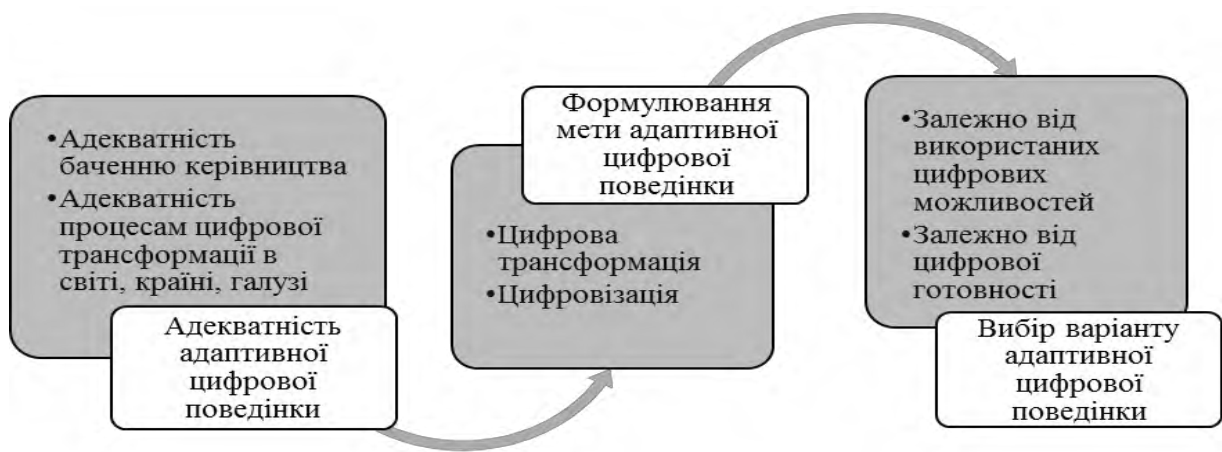 •Адекватність
баченню керівництва
•Адекватність
процесам цифрової
трансформації в
світі, країні, галузі
Адекватність
адаптивної
цифрової
поведінки
Формулювання
мети адаптивної
цифрової
поведінки
•Цифрова
трансформація
•Цифровізація
•Залежно від
використаних
цифрових
можливостей
•Залежно від
цифрової
готовності
Вибір варіанту
адаптивної
цифрової
поведінки